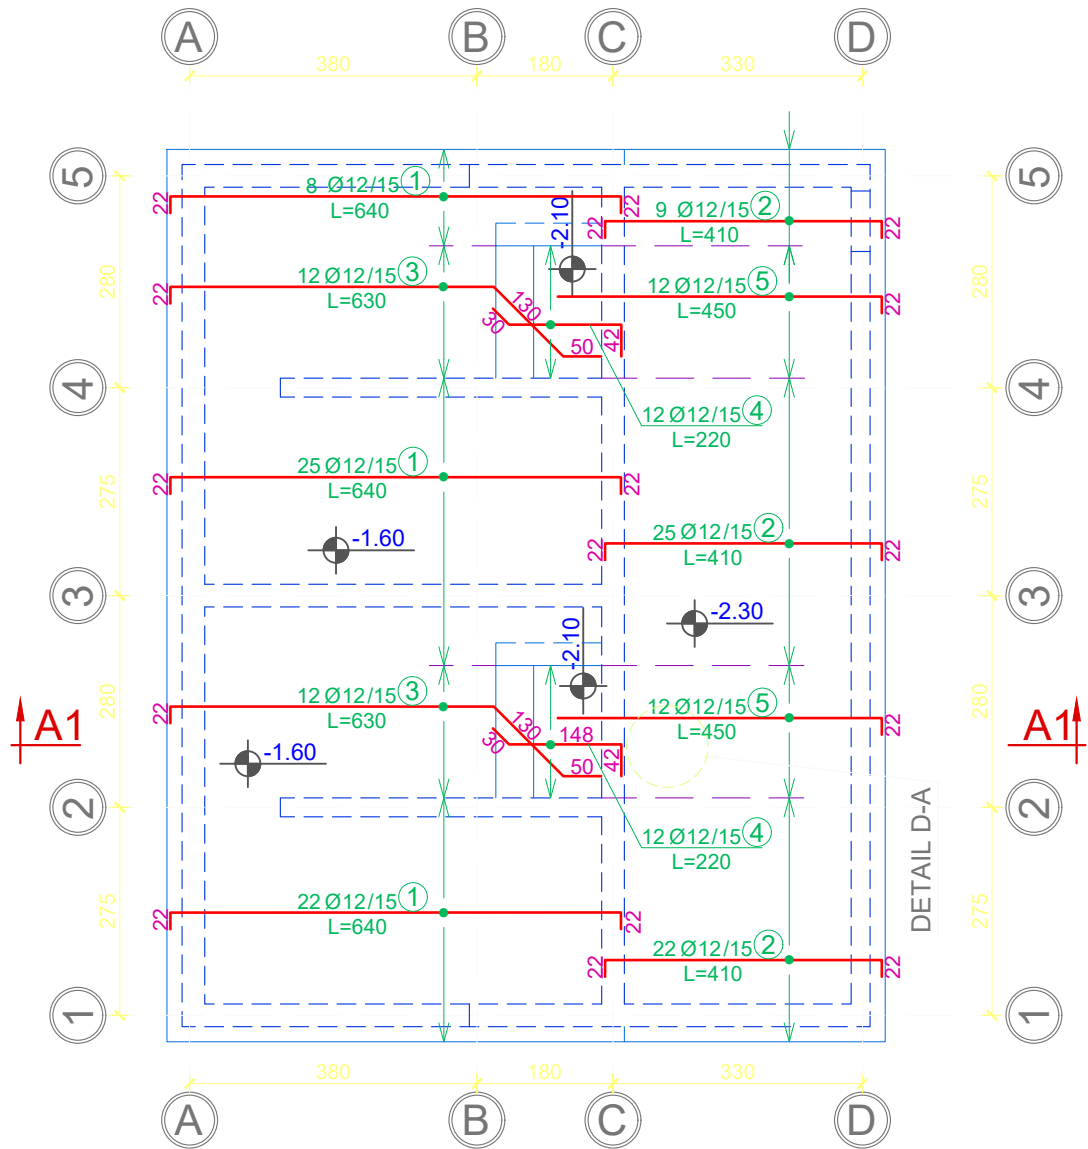 A B C D
380 180 330
5 5
8 Ø12/15 1
L=640
22 22
-2.10
9 Ø12/15 2
L=410
22 22
280 280
12 Ø12/15 3
L=630
22
130
30
50
42
12 Ø12/15 5
L=450
22
4 4
12 Ø12/15 4
L=220
275 275
25 Ø12/15 1
L=640
22 22
-1.60
25 Ø12/15 2
L=410
22 22
3 3
-2.30
-2.10
280 280
12 Ø12/15 3
L=630
22
130
30
148
50
42
12 Ø12/15 5
L=450
22
A1 A1
-1.60
2 2
12 Ø12/15 4
L=220
DETAIL D-A
275 275
22 Ø12/15 1
L=640
22 22
22 Ø12/15 2
L=410
22 22
1 1
380 180 330
A B C D